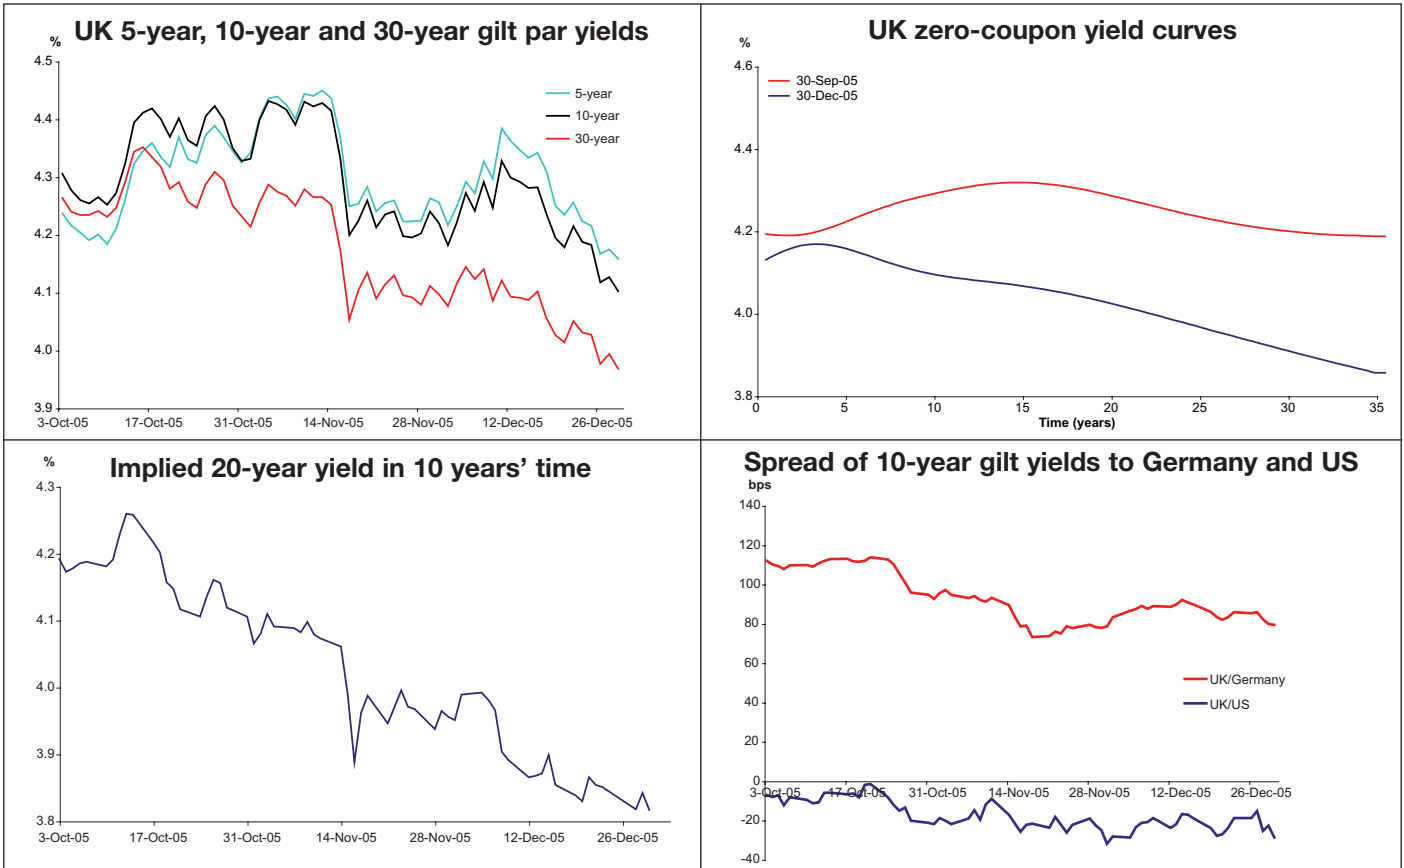 UK 5-year, 10-year and 30-year gilt par yields
%
4.5
4.4
4.3
4.2
4.1
4.0
3.9
5-year
10-year
30-year
3-Oct-05 17-Oct-05 31-Oct-05 14-Nov-05 28-Nov-05 12-Dec-05 26-Dec-05
UK zero-coupon yield curves
%
4.6
4.4
4.2
4.0
3.8
30-Sep-05
30-Dec-05
0 5 10 15 20 25 30 35
Time (years)
Implied 20-year yield in 10 years' time
%
4.3
4.2
4.1
4.0
3.9
3.8
3-Oct-05 17-Oct-05 31-Oct-05 14-Nov-05 28-Nov-05 12-Dec-05 26-Dec-05
Spread of 10-year gilt yields to Germany and US
bps
140
120
100
80
60
40
20
0
-20
-40
UK/Germany
UK/US
3-Oct-05 17-Oct-05 31-Oct-05 14-Nov-05 28-Nov-05 12-Dec-05 26-Dec-05